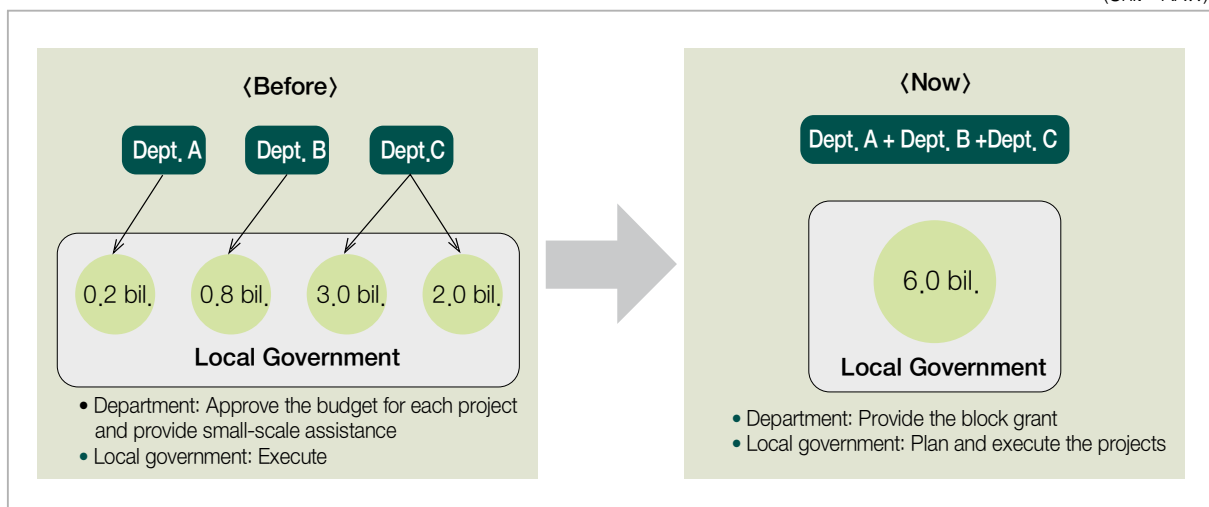 〈Before〉
Dept. A
Dept. B
Dept.C
0.2 bil.
0.8 bil.
3.0 bil.
2.0 bil.
Local Government
• Department: Approve the budget for each project
and provide small-scale assistance
• Local government: Execute
〈Now〉
Dept. A + Dept. B +Dept. C
6.0 bil.
Local Government
• Department: Provide the block grant
• Local government: Plan and execute the projects